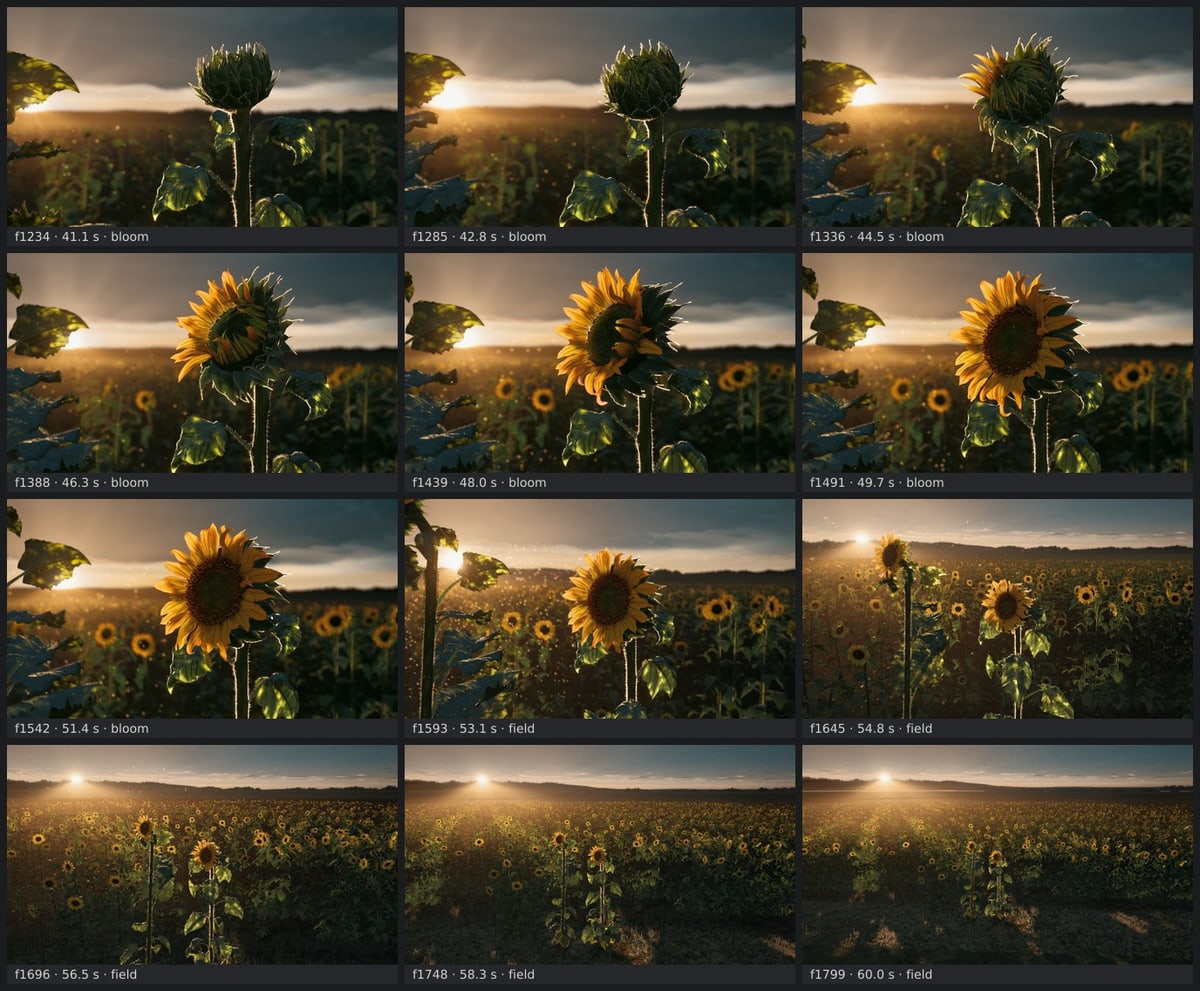 f1234 · 41.1 s · bloom
f1285 · 42.8 s · bloom
f1336 · 44.5 s · bloom
f1388 · 46.3 s · bloom
f1439 · 48.0 s · bloom
f1491 · 49.7 s · bloom
f1542 · 51.4 s · bloom
f1593 · 53.1 s · field
f1645 · 54.8 s · field
f1696 · 56.5 s · field
f1748 · 58.3 s · field
f1799 · 60.0 s · field